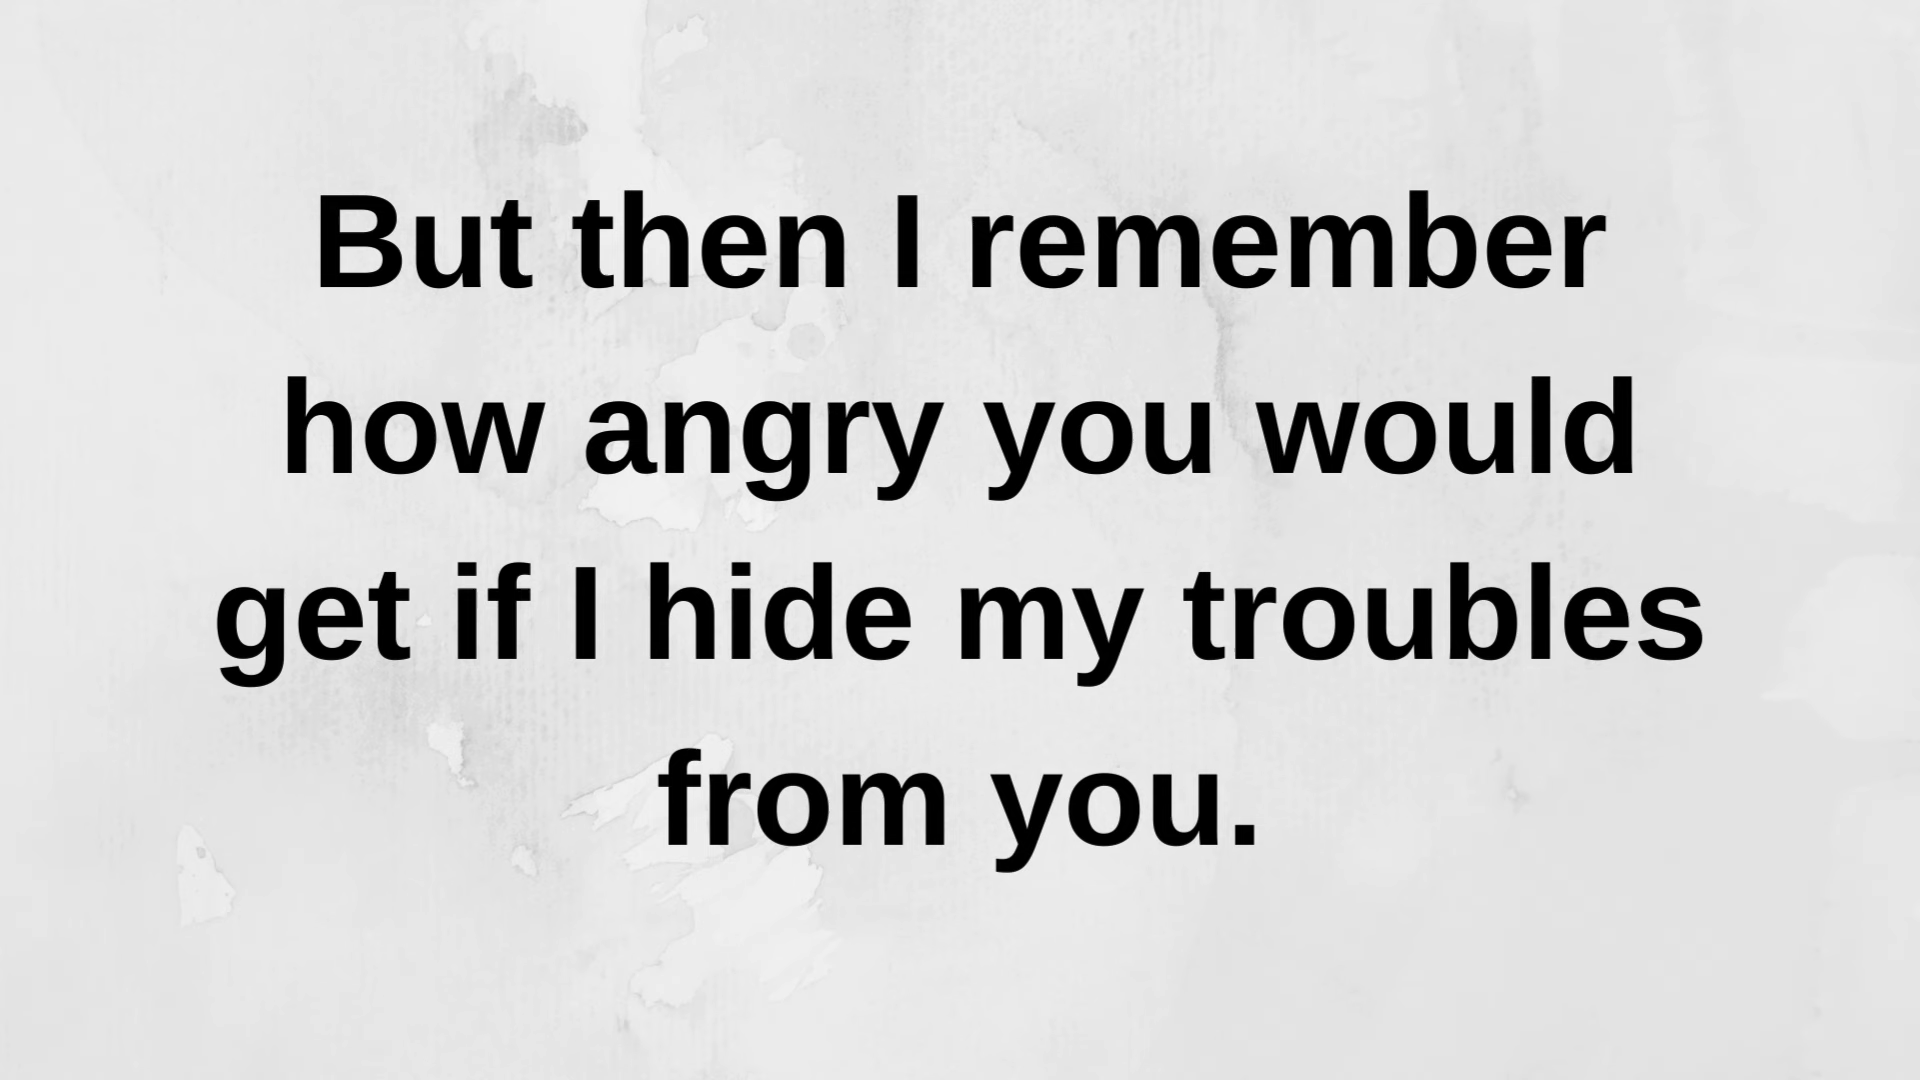 But then I remember
how angry you would
get if I hide my troubles
from you.